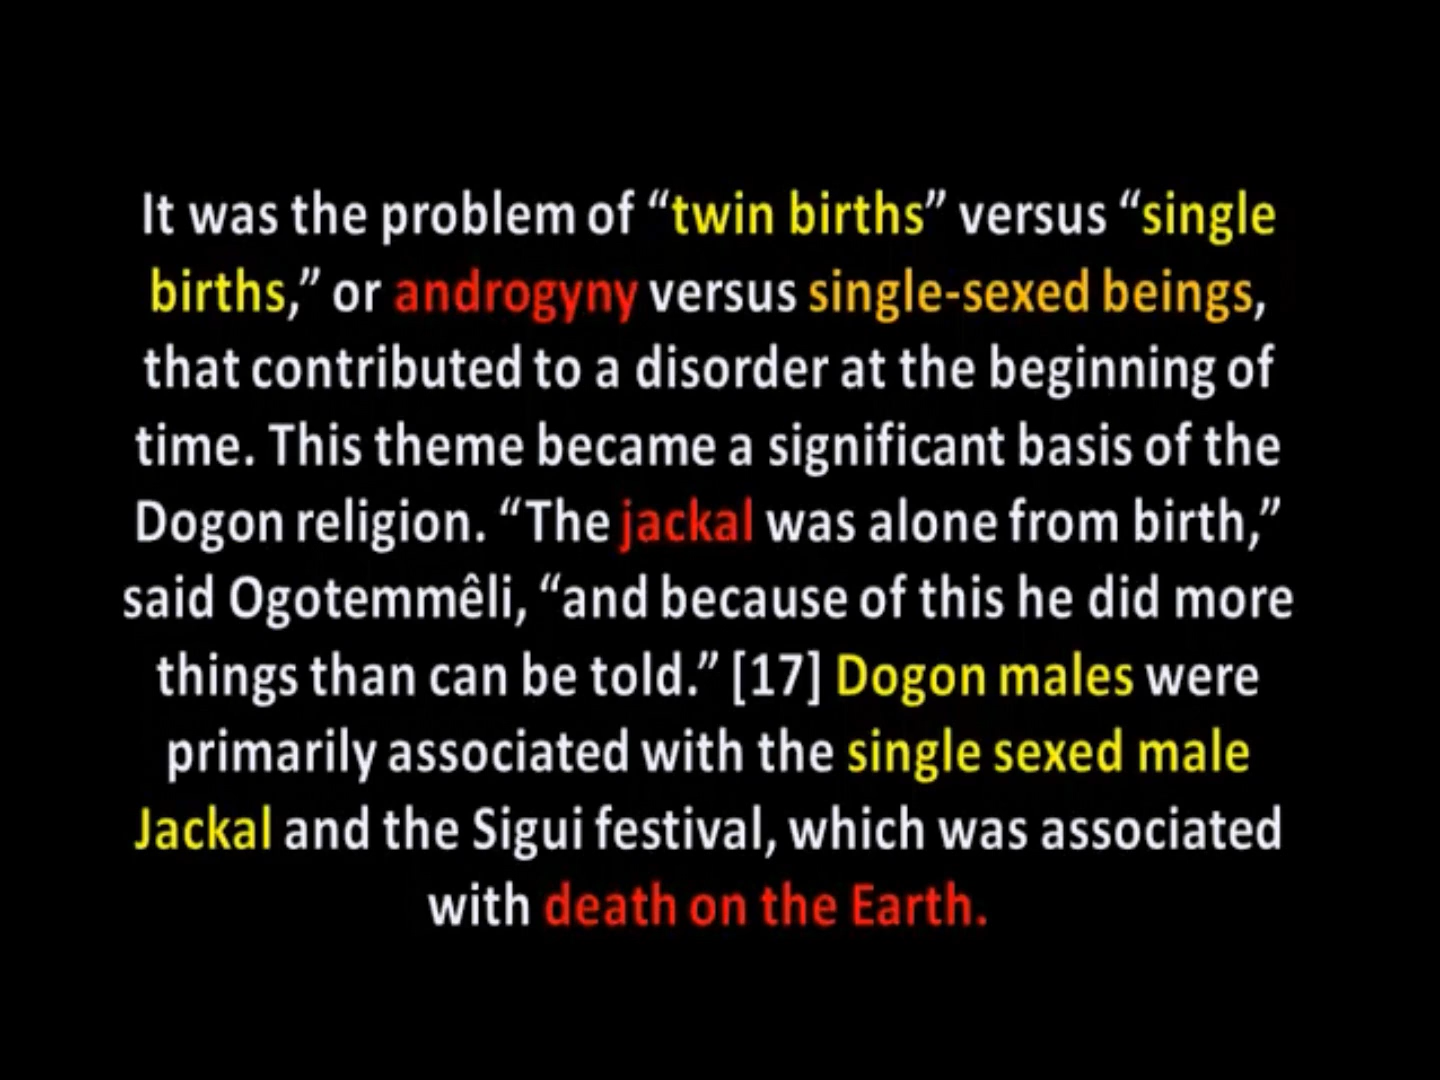 It was the problem of “twin births” versus “single
births,” or androgyny versus single-sexed beings,
that contributed to a disorder at the beginning of
time. This theme became a significant basis of the
Dogon religion. “The jackal was alone from birth,”
said Ogotemmêli, “and because of this he did more
things than can be told.” [17] Dogon males were
primarily associated with the single sexed male
Jackal and the Sigui festival, which was associated
with death on the Earth.